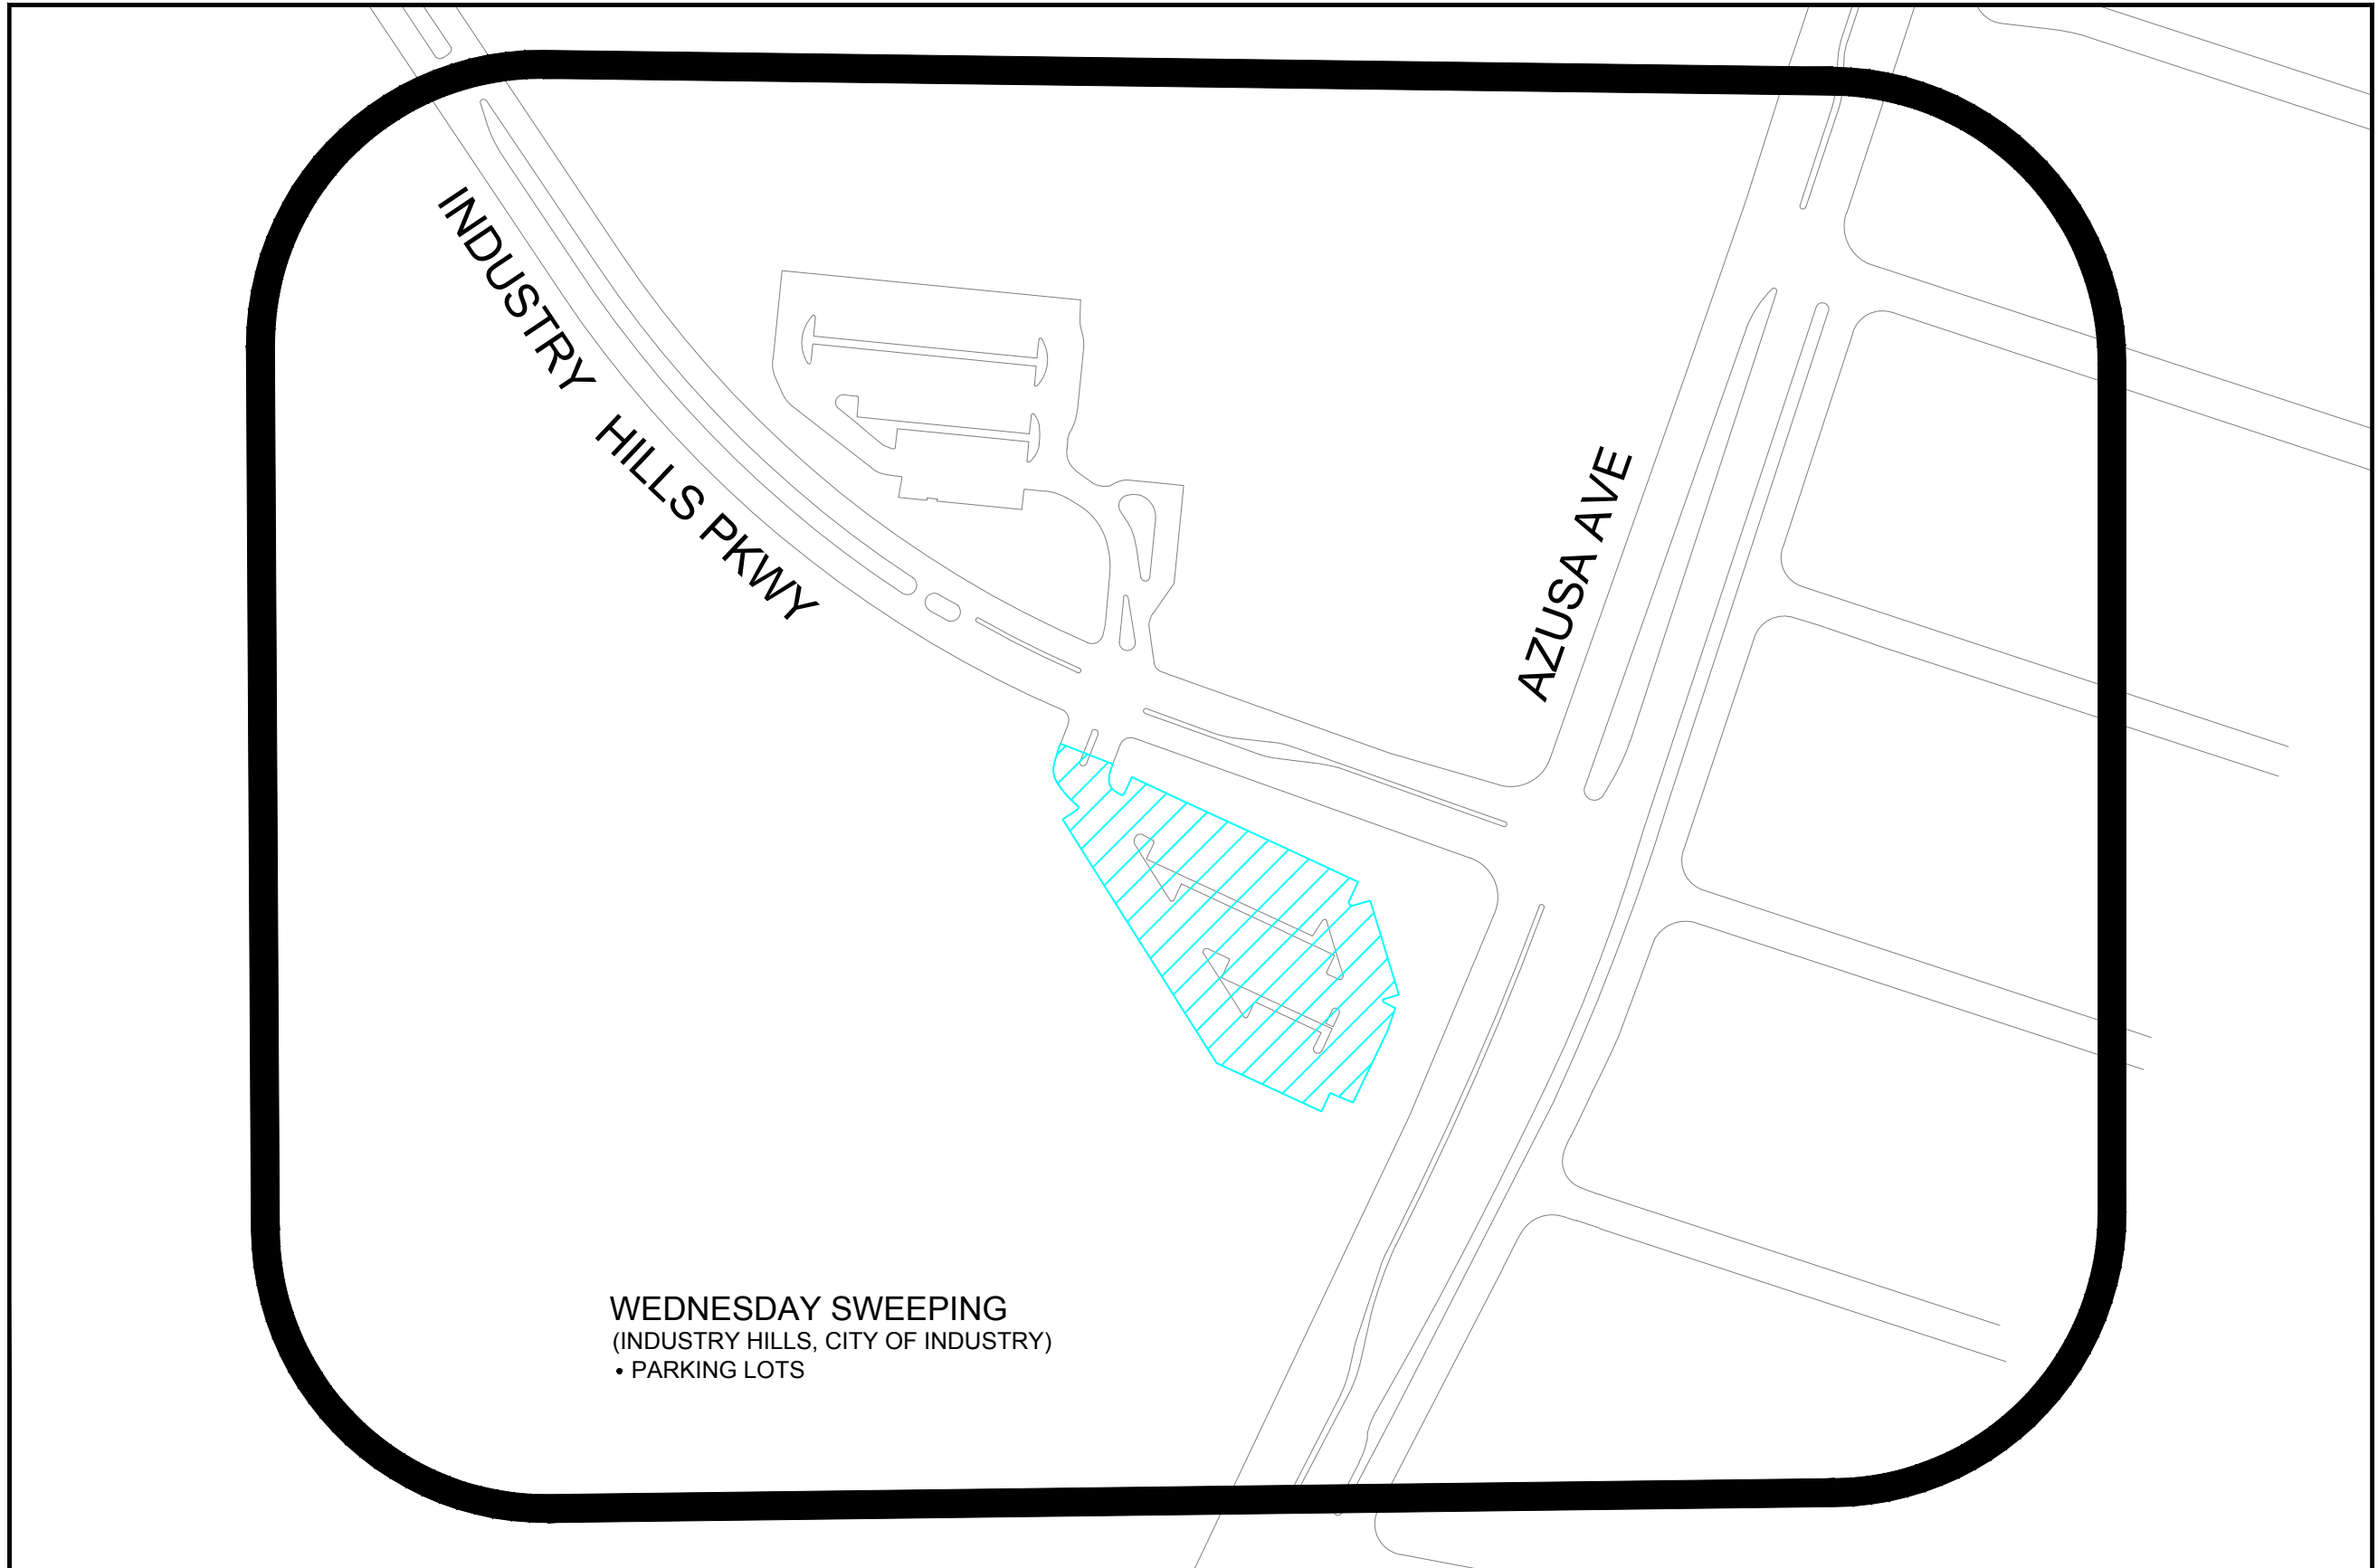 INDUSTRY HILLS PKWY
AZUSA AVE
WEDNESDAY SWEEPING
(INDUSTRY HILLS, CITY OF INDUSTRY)
• PARKING LOTS